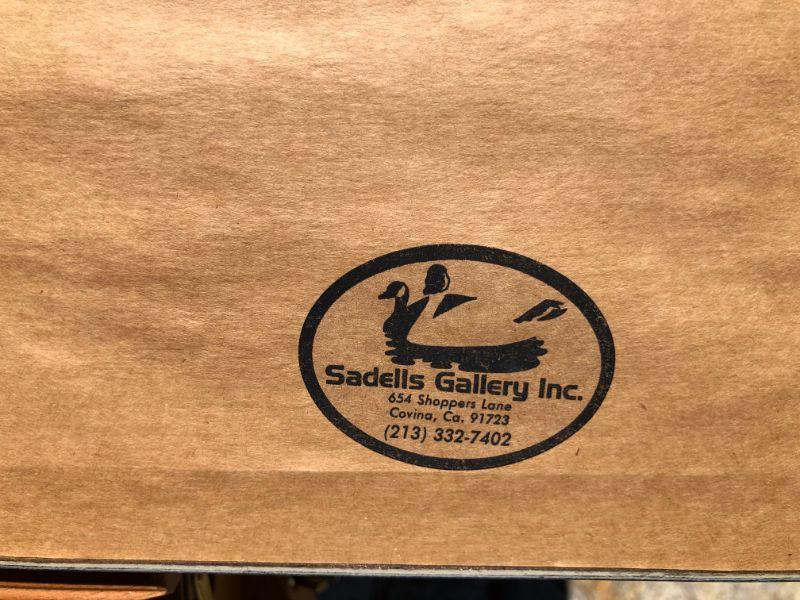 Sadells Gallery Inc.
654 Shoppers Lane
Covina, Ca. 91723
(213) 332-7402